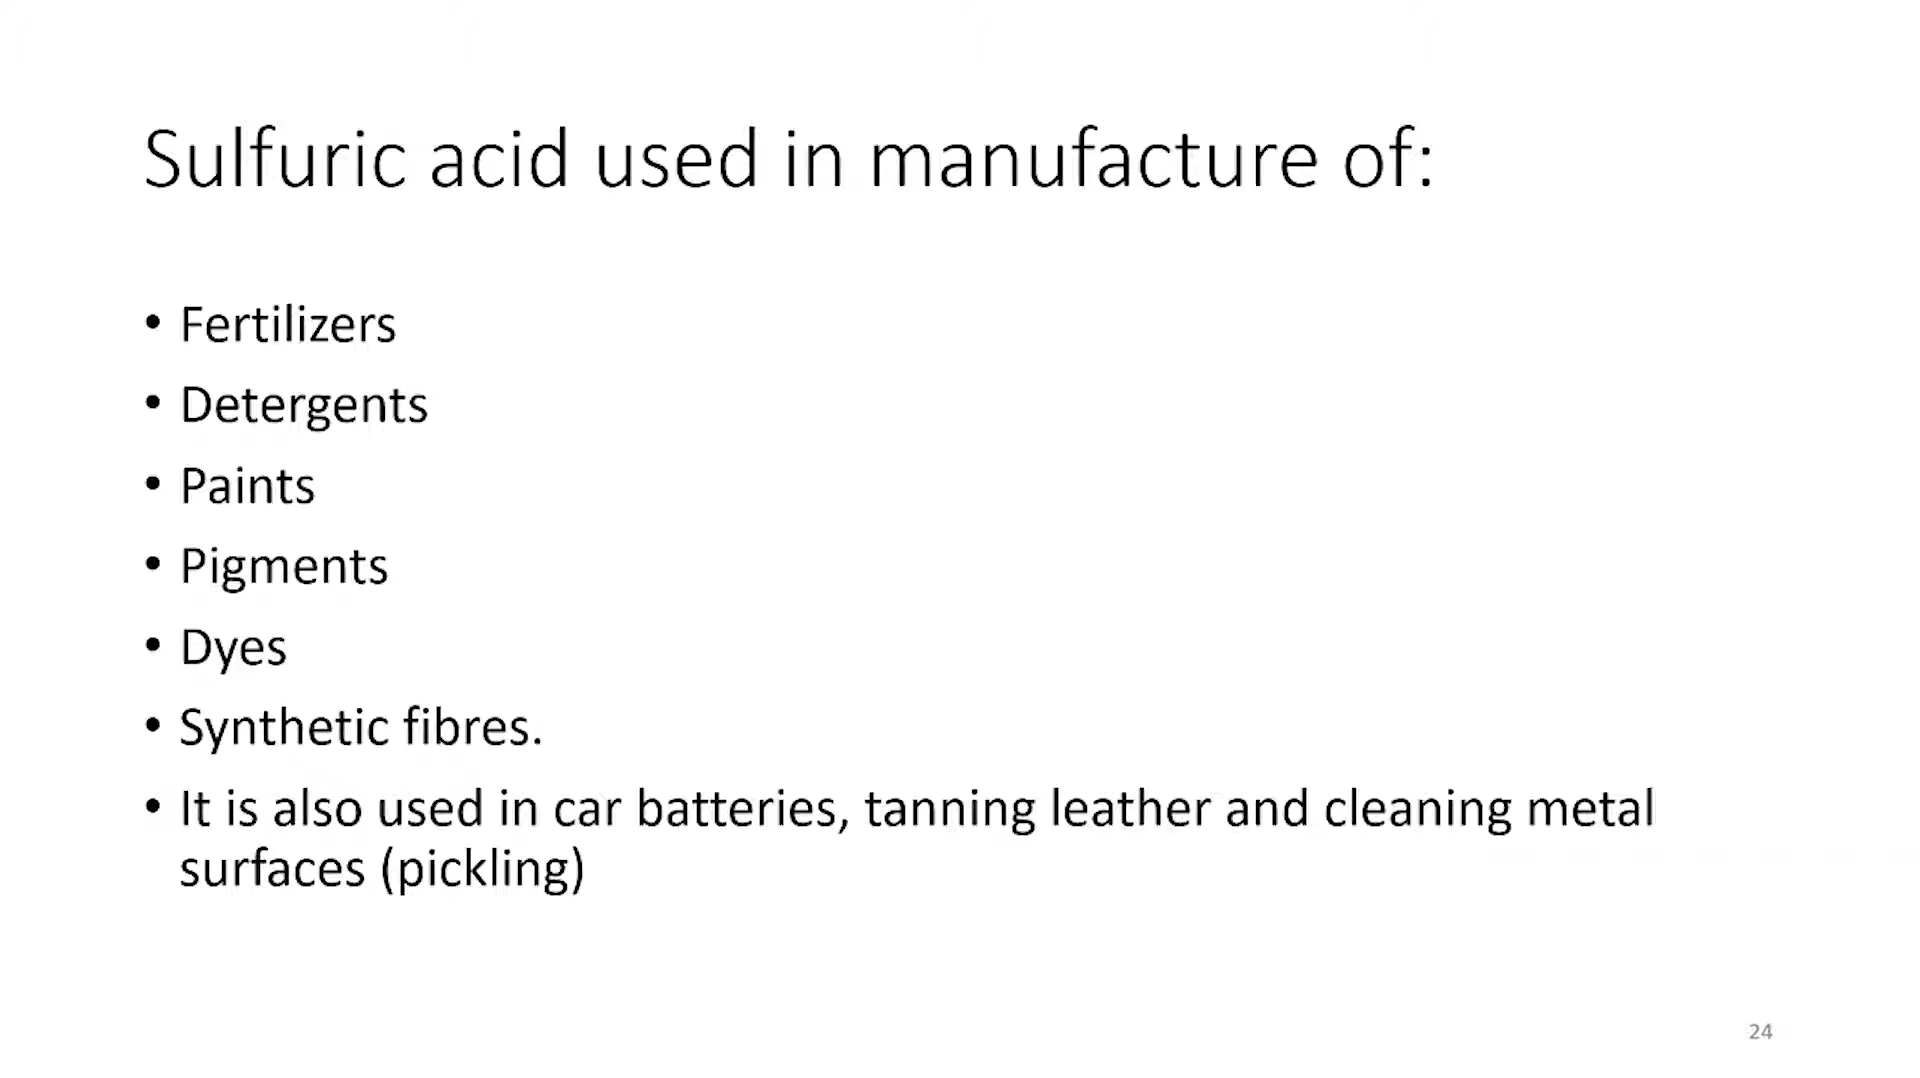 Sulfuric acid used in manufacture of:
• Fertilizers
• Detergents
• Paints
• Pigments
• Dyes
• Synthetic fibres.
• It is also used in car batteries, tanning leather and cleaning metal
surfaces (pickling)
24